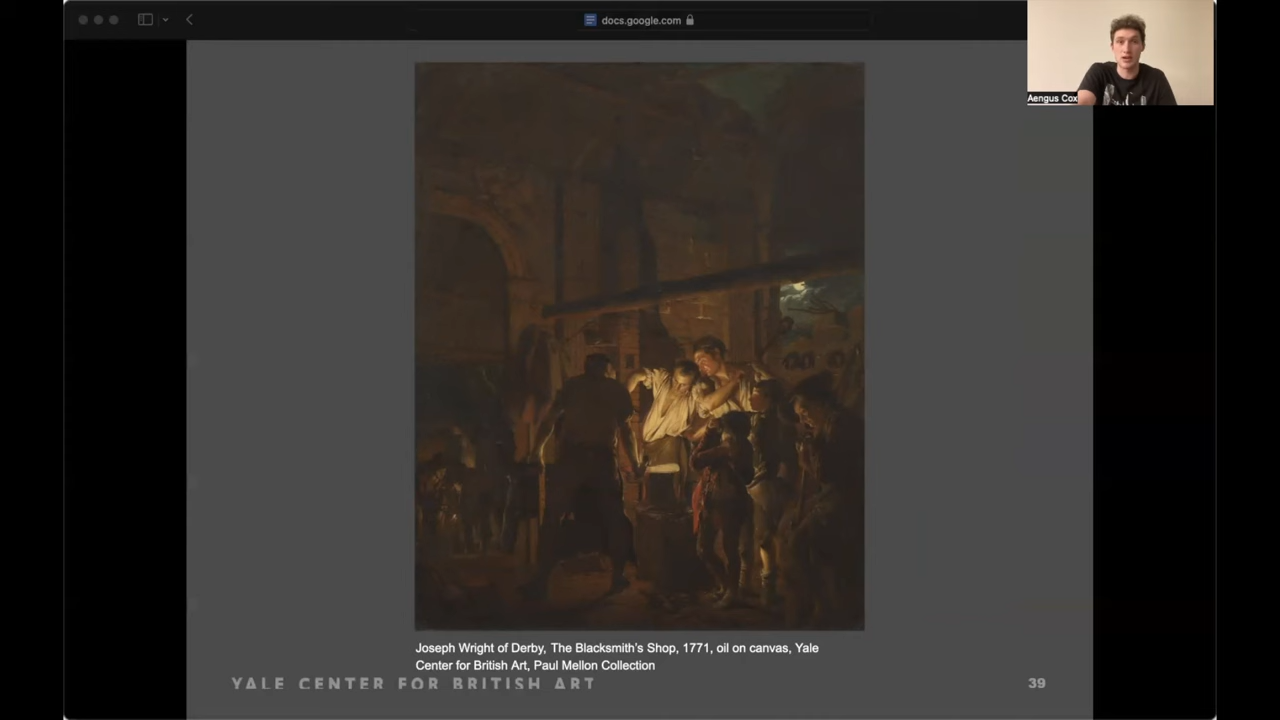 docs.google.com
Aengus Cox
Joseph Wright of Derby, The Blacksmith's Shop, 1771, oil on canvas, Yale
Center for British Art, Paul Mellon Collection
YALE CENTER FOR BRITISH ART
39